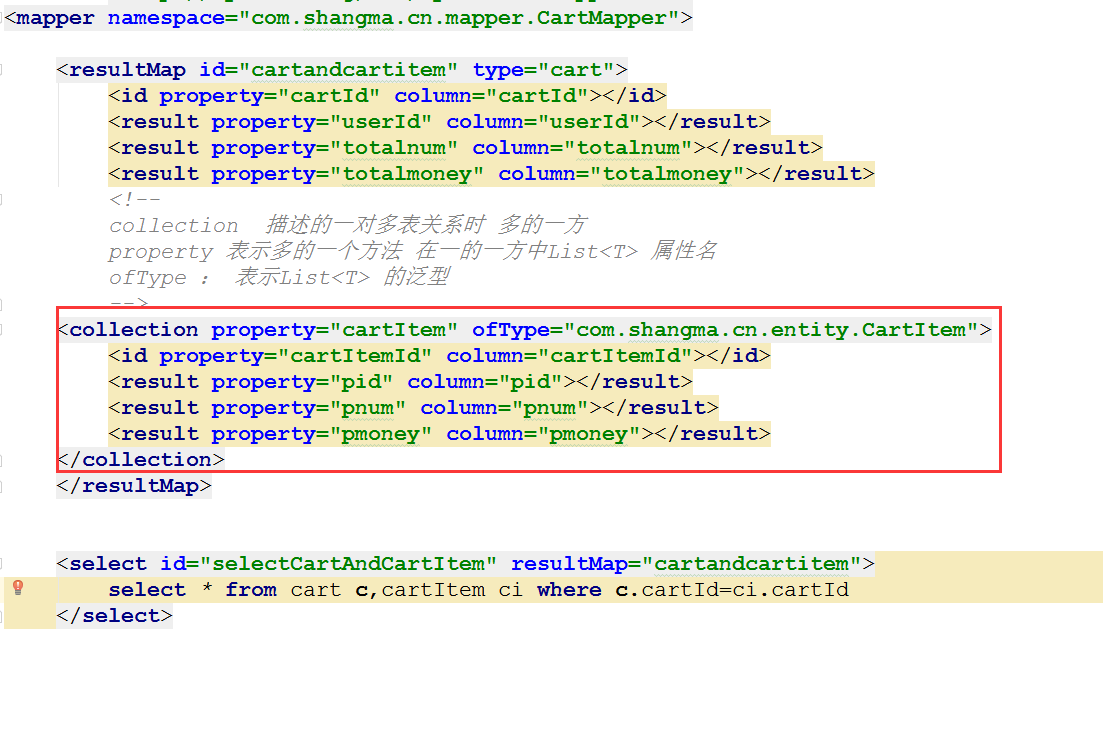 <mapper namespace="com.shangma.cn.mapper.CartMapper">
<resultMap id="cartandcartitem" type="cart">
<id property="cartId" column="cartId"></id>
<result property="userId" column="userId"></result>
<result property="totalnum" column="totalnum"></result>
<result property="totalmoney" column="totalmoney"></result>
<!--
collection  描述的一对多表关系时 多的一方
property 表示多的一个方法 在一的一方中List<T> 属性名
ofType :  表示List<T> 的泛型
-->
<collection property="cartItem" ofType="com.shangma.cn.entity.CartItem">
<id property="cartItemId" column="cartItemId"></id>
<result property="pid" column="pid"></result>
<result property="pnum" column="pnum"></result>
<result property="pmoney" column="pmoney"></result>
</collection>
</resultMap>
<select id="selectCartAndCartItem" resultMap="cartandcartitem">
select * from cart c,cartItem ci where c.cartId=ci.cartId
</select>